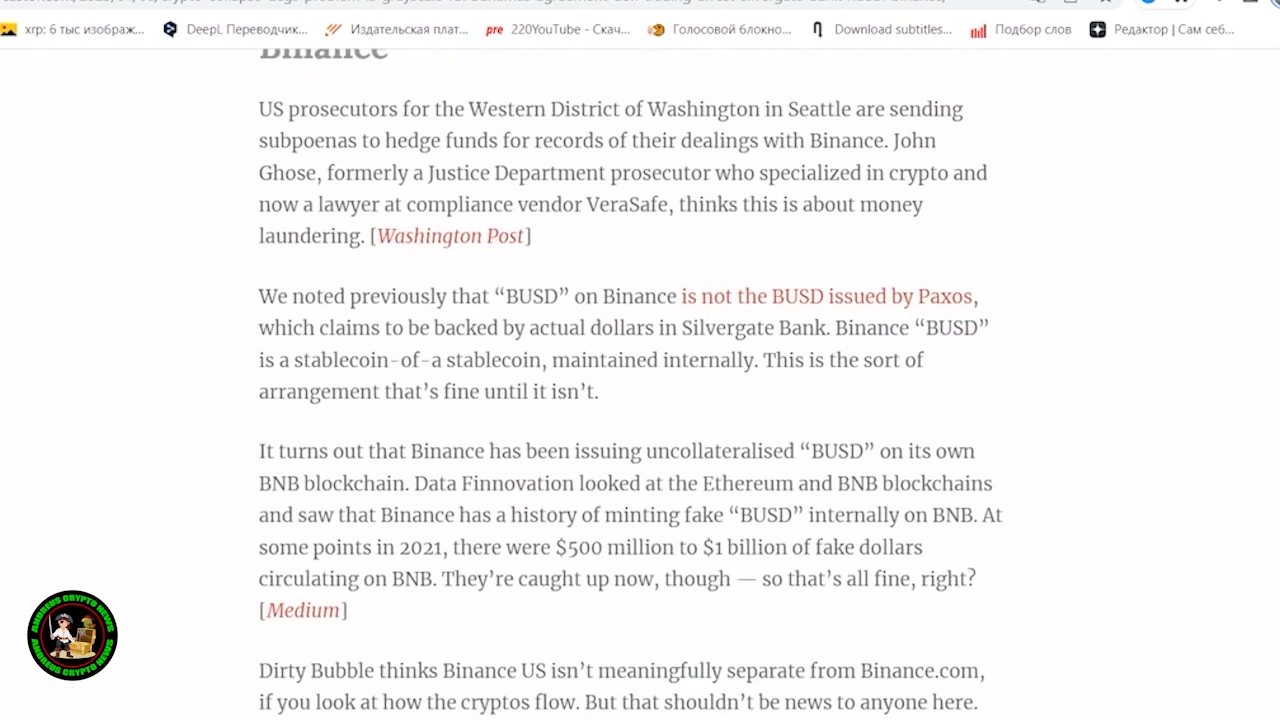 xrp: 6 тыс изображ...
DeepL Переводчик...
Издательская плат...
pre 220YouTube - Скач...
Голосовой блокно...
Download subtitles...
Подбор слов
Редактор | Сам себ...
Binance
US prosecutors for the Western District of Washington in Seattle are sending
subpoenas to hedge funds for records of their dealings with Binance. John
Ghose, formerly a Justice Department prosecutor who specialized in crypto and
now a lawyer at compliance vendor VeraSafe, thinks this is about money
laundering. [Washington Post]
We noted previously that “BUSD” on Binance is not the BUSD issued by Paxos,
which claims to be backed by actual dollars in Silvergate Bank. Binance “BUSD”
is a stablecoin-of-a stablecoin, maintained internally. This is the sort of
arrangement that’s fine until it isn’t.
It turns out that Binance has been issuing uncollateralised “BUSD” on its own
BNB blockchain. Data Finnovation looked at the Ethereum and BNB blockchains
and saw that Binance has a history of minting fake “BUSD” internally on BNB. At
some points in 2021, there were $500 million to $1 billion of fake dollars
circulating on BNB. They’re caught up now, though — so that’s all fine, right?
[Medium]
Dirty Bubble thinks Binance US isn’t meaningfully separate from Binance.com,
if you look at how the cryptos flow. But that shouldn’t be news to anyone here.
ANDREUS CRYPTO NEWS
ANDREUS CRYPTO NEWS